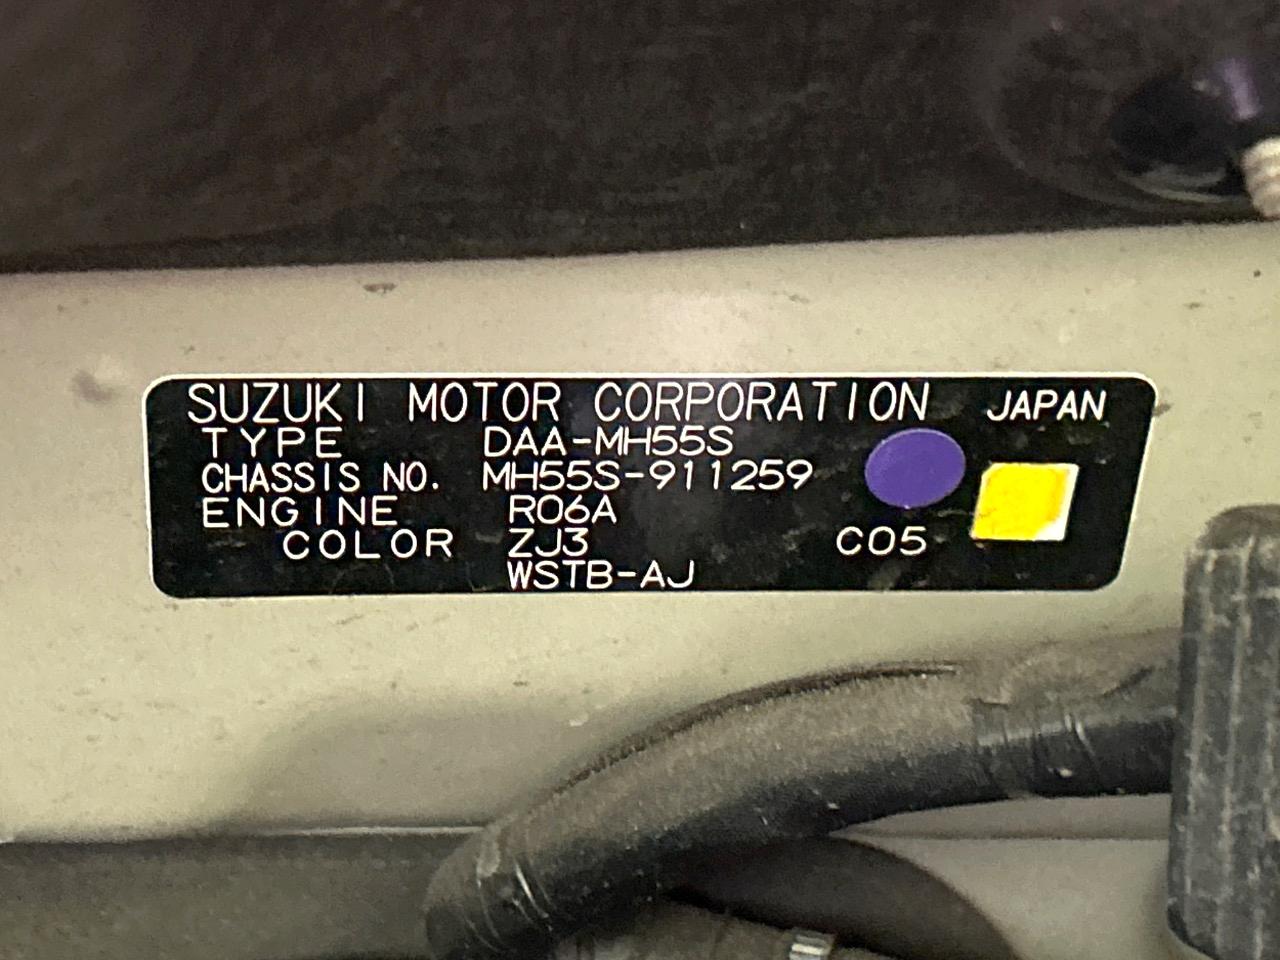 SUZUKI MOTOR CORPORATION JAPAN
TYPE DAA-MH55S
CHASSIS NO. MH55S-911259
ENGINE R06A
COLOR ZJ3 C05
WSTB-AJ